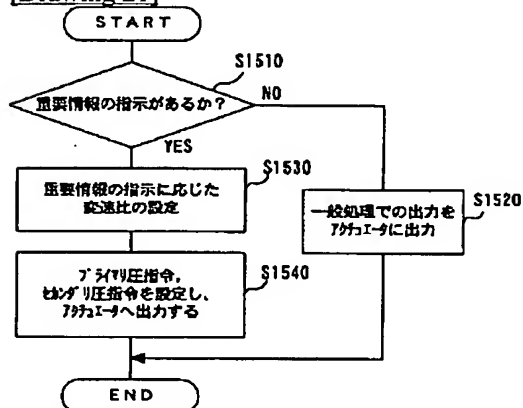 START
S1510
重要情報の指示があるか?
NO
YES
S1530
重要情報の指示に応じた
変速比の設定
S1520
一般処理での出力を
アクチュエータに出力
S1540
プライマリ圧指令,
セカンダリ圧指令を設定し、
アクチュエータへ出力する
END